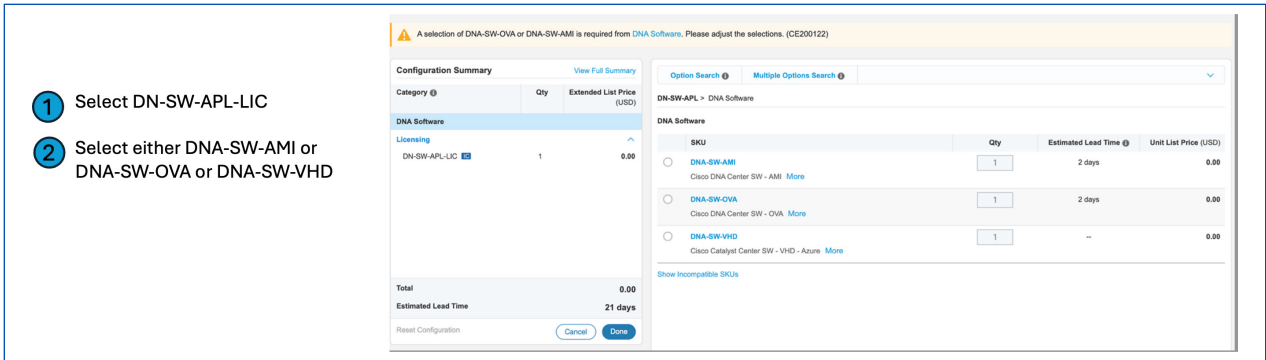 A selection of DNA-SW-OVA or DNA-SW-AMI is required from DNA Software. Please adjust the selections. (CE200122)
1 Select DN-SW-APL-LIC
2 Select either DNA-SW-AMI or
DNA-SW-OVA or DNA-SW-VHD
Configuration Summary View Full Summary
Category Qty Extended List Price
(USD)
DNA Software
Licensing
DN-SW-APL-LIC IC 1 0.00
Total 0.00
Estimated Lead Time 21 days
Reset Configuration Cancel Done
Option Search Multiple Options Search
DN-SW-APL > DNA Software
DNA Software
SKU Qty Estimated Lead Time Unit List Price (USD)
DNA-SW-AMI 1 2 days 0.00
Cisco DNA Center SW - AMI More
DNA-SW-OVA 1 2 days 0.00
Cisco DNA Center SW - OVA More
DNA-SW-VHD 1 -- 0.00
Cisco Catalyst Center SW - VHD - Azure More
Show Incompatible SKUs